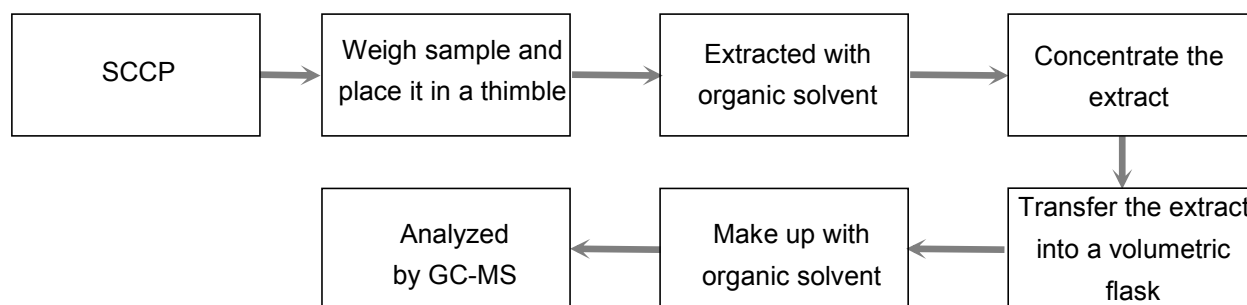 SCCP
Weigh sample and
place it in a thimble
Extracted with
organic solvent
Concentrate the
extract
Transfer the extract
into a volumetric
flask
Make up with
organic solvent
Analyzed
by GC-MS